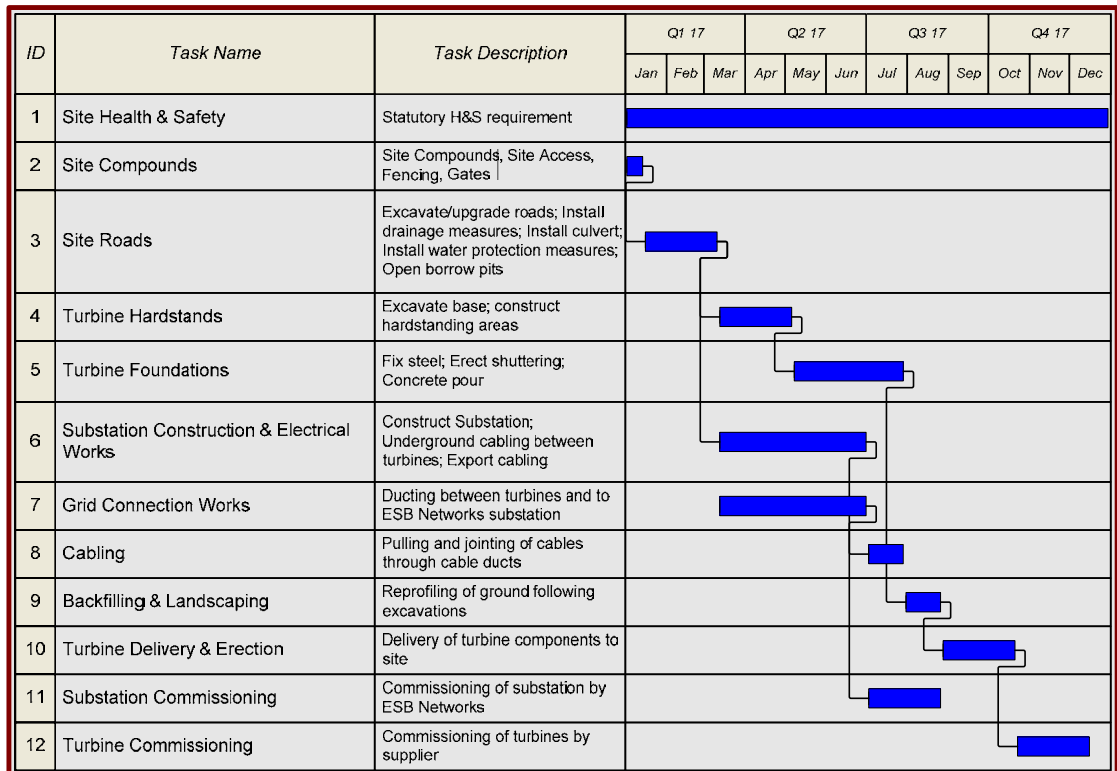 ID
Task Name
Task Description
Q1 17
Q2 17
Q3 17
Q4 17
Jan
Feb
Mar
Apr
May
Jun
Jul
Aug
Sep
Oct
Nov
Dec
1
Site Health & Safety
Statutory H&S requirement
2
Site Compounds
Site Compounds, Site Access,
Fencing, Gates
3
Site Roads
Excavate/upgrade roads; Install
drainage measures; Install culvert;
Install water protection measures;
Open borrow pits
4
Turbine Hardstands
Excavate base; construct
hardstanding areas
5
Turbine Foundations
Fix steel; Erect shuttering;
Concrete pour
6
Substation Construction & Electrical
Works
Construct Substation;
Underground cabling between
turbines; Export cabling
7
Grid Connection Works
Ducting between turbines and to
ESB Networks substation
8
Cabling
Pulling and jointing of cables
through cable ducts
9
Backfilling & Landscaping
Reprofiling of ground following
excavations
10
Turbine Delivery & Erection
Delivery of turbine components to
site
11
Substation Commissioning
Commissioning of substation by
ESB Networks
12
Turbine Commissioning
Commissioning of turbines by
supplier